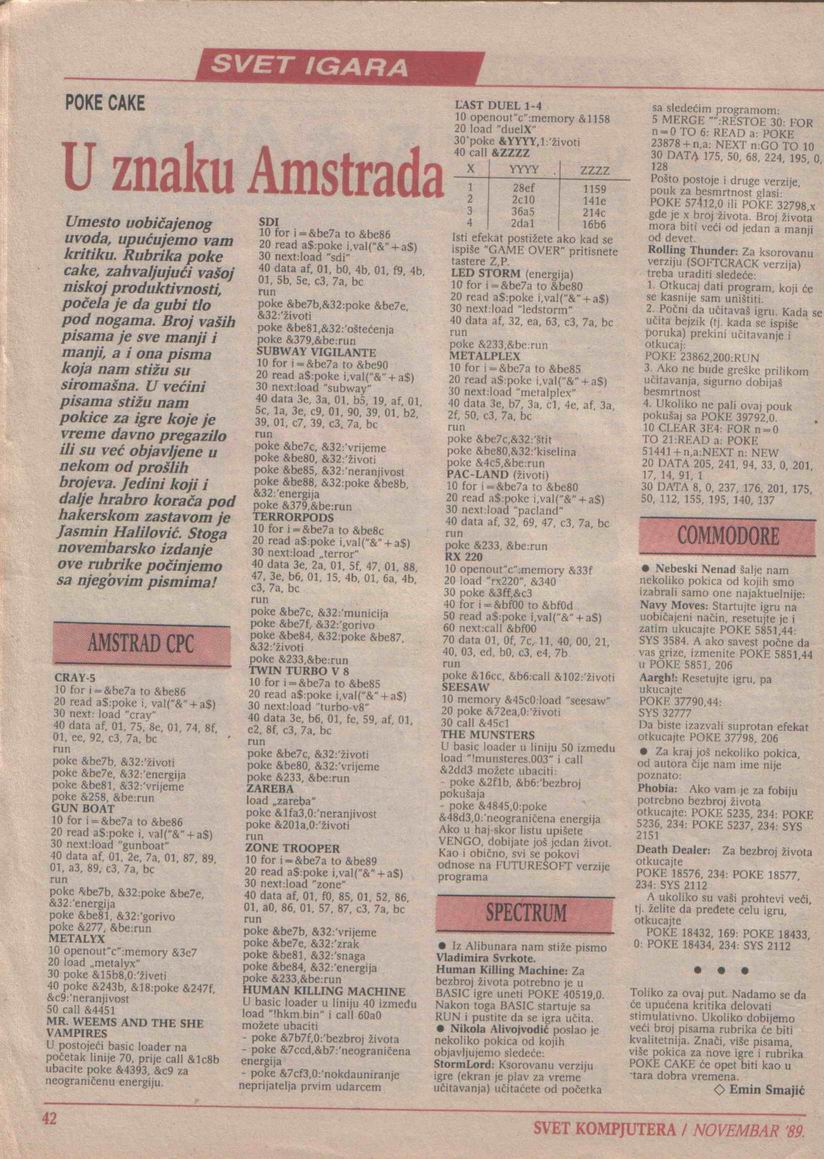 SVET IGARA
POKE CAKE
U znaku Amstrada
Umesto uobičajenog
uvoda, upućujemo vam
kritiku. Rubrika poke
cake, zahvaljujući vašoj
niskoj produktivnosti,
počela je da gubi tlo
pod nogama. Broj vaših
pisama je sve manji i
manji, a i ona pisma
koja nam stižu su
siromašna. U većini
pisama stižu nam
pokice za igre koje je
vreme davno pregazilo
ili su već objavljene u
nekom od prošlih
brojeva. Jedini koji i
dalje hrabro korača pod
hakerskom zastavom je
Jasmin Halilović. Stoga
novembarsko izdanje
ove rubrike počinjemo
sa njegovim pismima!
AMSTRAD CPC
CRAY-5
10 for i=&be7a to &be86
20 read a$:poke i, val("&"+a$)
30 next: load "cray"
40 data af, 01, 75, 8e, 01, 74, 8f,
01, ee, 92, c3, 7a, bc
run
poke &be7b, &32:'životi
poke &be7e, &32:'energija
poke &be81, &32:'vrijeme
poke &258, &be:run
GUN BOAT
10 for i=&be7a to &be86
20 read a$:poke i, val("&"+a$)
30 next:load "gunboat"
40 data af, 01, 2e, 7a, 01, 87, 89,
01, a3, 89, c3, 7a, bc
run
poke &be7b, &32:poke &be7e,
&32:'energija
poke &be81, &32:'gorivo
poke &277, &be:run
METALYX
10 openout"c":memory &3e7
20 load „metalyx"
30 poke &15b8,0:'živeti
40 poke &243b, &18:poke &247f,
&c9:'neranjivost
50 call &4451
MR. WEEMS AND THE SHE
VAMPIRES
U postojeći basic loader na
početak linije 70, prije call &1c8b
ubacite poke &4393, &c9 za
neograničenu energiju.
SDI
10 for i=&be7a to &be86
20 read a$:poke i,val("&"+a$)
30 next:load "sdi"
40 data af, 01, b0, 4b, 01, f9, 4b,
01, 5b, 5e, c3, 7a, bc
run
poke &be7b,&32:poke &be7e,
&32:'životi
poke &be81,&32:'oštećenja
poke &379,&be:run
SUBWAY VIGILANTE
10 for i=&be7a to &be90
20 read a$:poke i,val("&"+a$)
30 next:load "subway"
40 data 3e, 3a, 01, b5, 19, af, 01,
5c, 1a, 3e, c9, 01, 90, 39, 01, b2,
39, 01, c7, 39, c3, 7a, bc
run
poke &be7c, &32:'vrijeme
poke &be80, &32:'životi
poke &be85, &32:'neranjivost
poke &be88, &32:poke &be8b,
&32:'energija
poke &379,&be:run
TERRORPODS
10 for i=&be7a to &be8c
20 read a$:poke i,val("&"+a$)
30 next:load „terror"
40 data 3e, 2a, 01, 5f, 47, 01, 88,
47, 3e, b6, 01, 15, 4b, 01, 6a, 4b,
c3, 7a, bc
run
poke &be7c, &32:'municija
poke &be7f, &32:'gorivo
poke &be84, &32:poke &be87,
&32:'životi
poke &233,&be:run
TWIN TURBO V 8
10 for i=&be7a to &be85
20 read a$:poke i,val("&"+a$)
30 next:load "turbo-v8"
40 data 3e, b6, 01, fe, 59, af, 01,
e2, 8f, c3, 7a, bc
run
poke &be7c, &32:'životi
poke &be80, &32:'vrijeme
poke &233, &be:run
ZAREBA
load „zareba"
poke &1fa3,0:'neranjivost
poke &201a,0:'životi
run
ZONE TROOPER
10 for i=&be7a to &be89
20 read a$:poke i,val("&"+a$)
30 next:load "zone"
40 data af, 01, f0, 85, 01, 52, 86,
01, a0, 86, 01, 57, 87, c3, 7a, bc
run
poke &be7b, &32:'vrijeme
poke &be7e, &32:'zrak
poke &be81, &32:'snaga
poke &be84, &32:'energija
poke &233,&be:run
HUMAN KILLING MACHINE
U basic loader u liniju 40 između
load "!hkm.bin" i call 60a0
možete ubaciti
- poke &7b7f,0:'bezbroj života
- poke &7ccd,&b7:'neograničena
energija
- poke &7cf3,0:'nokdauniranje
neprijatelja prvim udarcem
LAST DUEL 1-4
10 openout"c":memory &1158
20 load "duelX"
30 poke &YYYY,1:'životi
40 call &ZZZZ
X YYYY ZZZZ
1 28ef 1159
2 2c10 141e
3 36a5 214c
4 2da1 16b6
Isti efekat postižete ako kad se
ispiše "GAME OVER" pritisnete
tastere Z,P.
LED STORM (energija)
10 for i=&be7a to &be80
20 read a$:poke i,val("&"+a$)
30 next:load "ledstorm"
40 data af, 32, ea, 63, c3, 7a, bc
run
poke &233,&be:run
METALPLEX
10 for i=&be7a to &be85
20 read a$:poke i,val("&"+a$)
30 next:load "metalplex"
40 data 3e, b7, 3a, c1, 4e, af, 3a,
2f, 50, c3, 7a, bc
run
poke &be7c,&32:'štit
poke &be80,&32:'kiselina
poke &4c5,&be:run
PAC-LAND (životi)
10 for i=&be7a to &be80
20 read a$:poke i,val("&"+a$)
30 next:load "pacland"
40 data af, 32, 69, 47, c3, 7a, bc
run
poke &233, &be:run
RX 220
10 openout"c":memory &33f
20 load "rx220", &340
30 poke &3ff,&c3
40 for i=&bf00 to &bf0d
50 read a$:poke i,val("&"+a$)
60 next:call &bf00
70 data 01, 0f, 7c, 11, 40, 00, 21,
40, 03, ed, b0, c3, e4, 7b
run
poke &16cc, &b6:call &102:'životi
SEESAW
10 memory &45c0:load "seesaw"
20 poke &72ea,0:'životi
30 call &45c1
THE MUNSTERS
U basic loader u liniju 50 između
load "!munsteres.003" i call
&2dd3 možete ubaciti:
- poke &2f1b, &b6:'bezbroj
pokušaja
- poke &4845,0:poke
&48d3,0:'neograničena energija
Ako u haj-skor listu upišete
VENGO, dobijate još jedan život.
Kao i obično, svi se pokovi
odnose na FUTURESOFT verzije
programa
SPECTRUM
● Iz Alibunara nam stiže pismo
Vladimira Svrkote.
Human Killing Machine: Za
bezbroj života potrebno je u
BASIC igre uneti POKE 40519,0.
Nakon toga BASIC startuje sa
RUN i pustite da se igra učita.
● Nikola Alivojvodić poslao je
nekoliko pokica od kojih
objavljujemo sledeće:
StormLord: Ksorovanu verziju
igre (ekran je plav za vreme
učitavanja) učitaćete od početka
sa sledećim programom:
5 MERGE "":RESTOE 30: FOR
n=0 TO 6: READ a: POKE
23878+n,a: NEXT n:GO TO 10
30 DATA 175, 50, 68, 224, 195, 0,
128
Pošto postoje i druge verzije,
pouk za besmrtnost glasi:
POKE 57412,0 ili POKE 32798,x
gde je x broj života. Broj života
mora biti veći od jedan a manji
od devet.
Rolling Thunder: Za ksorovanu
verziju (SOFTCRACK verzija)
treba uraditi sledeće:
1. Otkucaj dati program, koji će
se kasnije sam uništiti.
2. Počni da učitavaš igru. Kada se
učita bejzik (tj. kada se ispiše
poruka) prekini učitavanje i
otkucaj:
POKE 23862,200:RUN
3. Ako ne bude greške prilikom
učitavanja, sigurno dobijaš
besmrtnost
4. Ukoliko ne pali ovaj pouk
pokušaj sa POKE 39792,0.
10 CLEAR 3E4: FOR n=0
TO 21:READ a: POKE
51441+n,a:NEXT n: NEW
20 DATA 205, 241, 94, 33, 0, 201,
17, 14, 91, 1
30 DATA 8, 0, 237, 176, 201, 175,
50, 112, 155, 195, 140, 137
COMMODORE
● Nebeski Nenad šalje nam
nekoliko pokica od kojih smo
izabrali samo one najaktuelnije:
Navy Moves: Startujte igru na
uobičajeni način, resetujte je i
zatim ukucajte POKE 5851,44:
SYS 3584. A ako savest počne da
vas grize, izmenite POKE 5851,44
u POKE 5851, 206
Aargh!: Resetujte igru, pa
ukucajte
POKE 37790,44:
SYS 32777
Da biste izazvali suprotan efekat
otkucajte POKE 37798, 206
● Za kraj još nekoliko pokica,
od autora čije nam ime nije
poznato:
Phobia: Ako vam je za fobiju
potrebno bezbroj života
otkucajte: POKE 5235, 234: POKE
5236, 234: POKE 5237, 234: SYS
2151
Death Dealer: Za bezbroj života
otkucajte
POKE 18576, 234: POKE 18577,
234: SYS 2112
A ukoliko su vaši prohtevi veći,
tj. želite da pređete celu igru,
otkucajte
POKE 18432, 169: POKE 18433,
0: POKE 18434, 234: SYS 2112
● ● ●
Toliko za ovaj put. Nadamo se da
će upućena kritika delovati
stimulativno. Ukoliko dobijemo
veći broj pisama rubrika će biti
kvalitetnija. Znači, više pisama,
više pokica za nove igre i rubrika
POKE CAKE će opet biti kao u
stara dobra vremena.
◇ Emin Smajić
42
SVET KOMPJUTERA / NOVEMBAR '89.